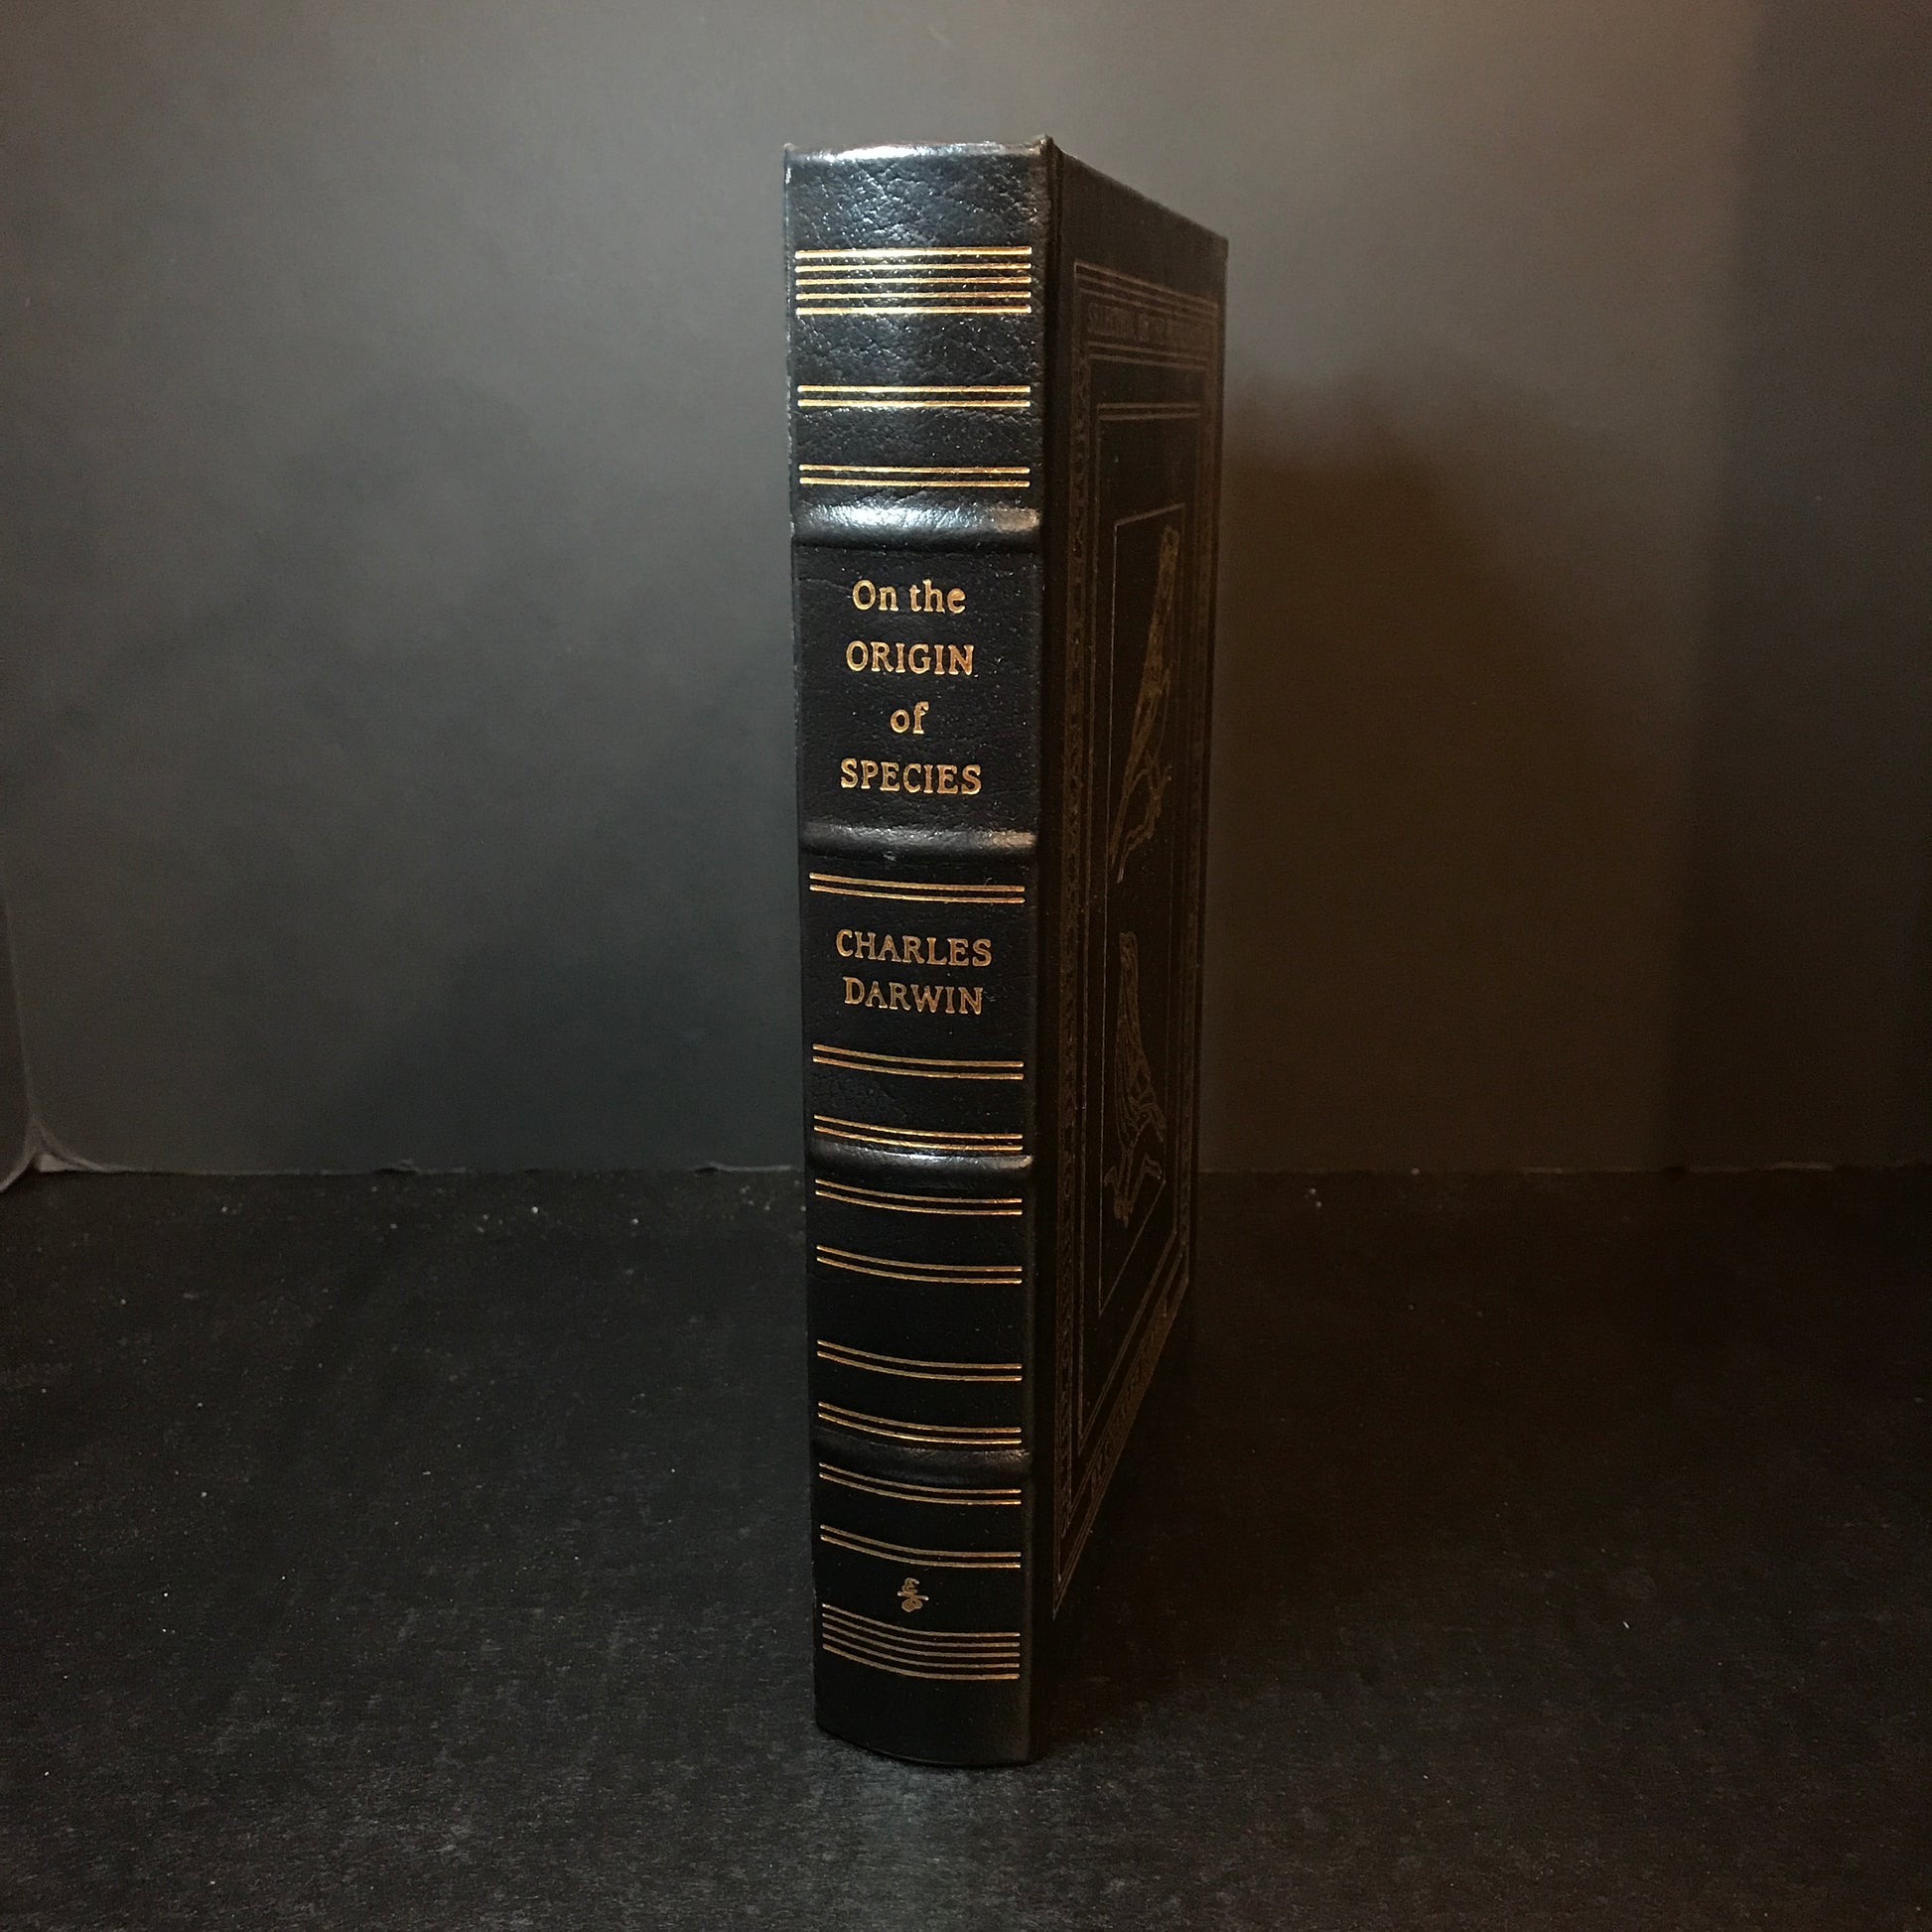 On the
ORIGIN
of
SPECIES
CHARLES
DARWIN